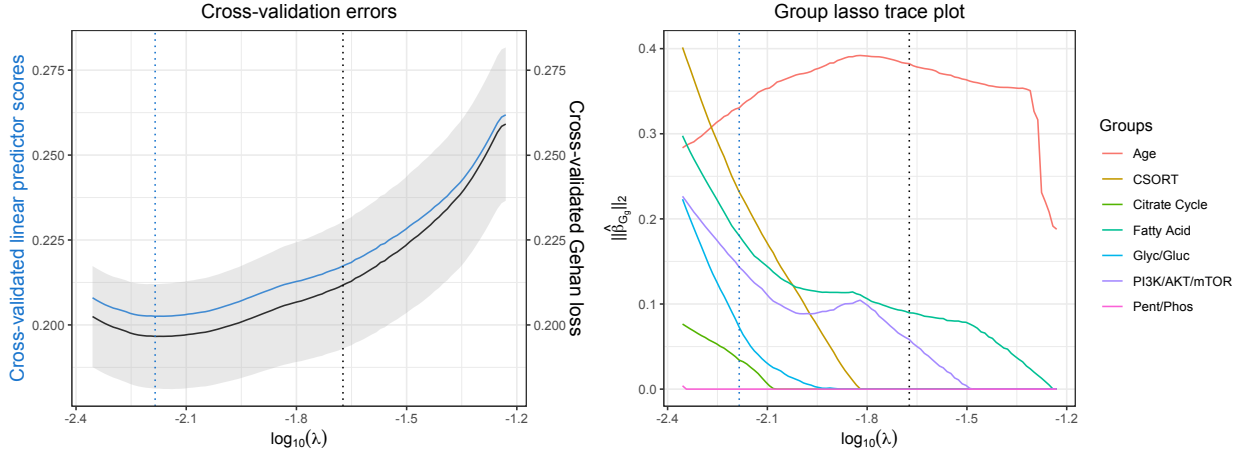 Cross-validation errors
Cross-validated linear predictor scores
0.275
0.250
0.225
0.200
0.275
0.250
0.225
0.200
Cross-validated Gehan loss
-2.4 -2.1 -1.8 -1.5 -1.2
log₁₀(λ)
Group lasso trace plot
||β̂_G_g||₂
0.4
0.3
0.2
0.1
0.0
-2.4 -2.1 -1.8 -1.5 -1.2
log₁₀(λ)
Groups
Age
CSORT
Citrate Cycle
Fatty Acid
Glyc/Gluc
PI3K/AKT/mTOR
Pent/Phos